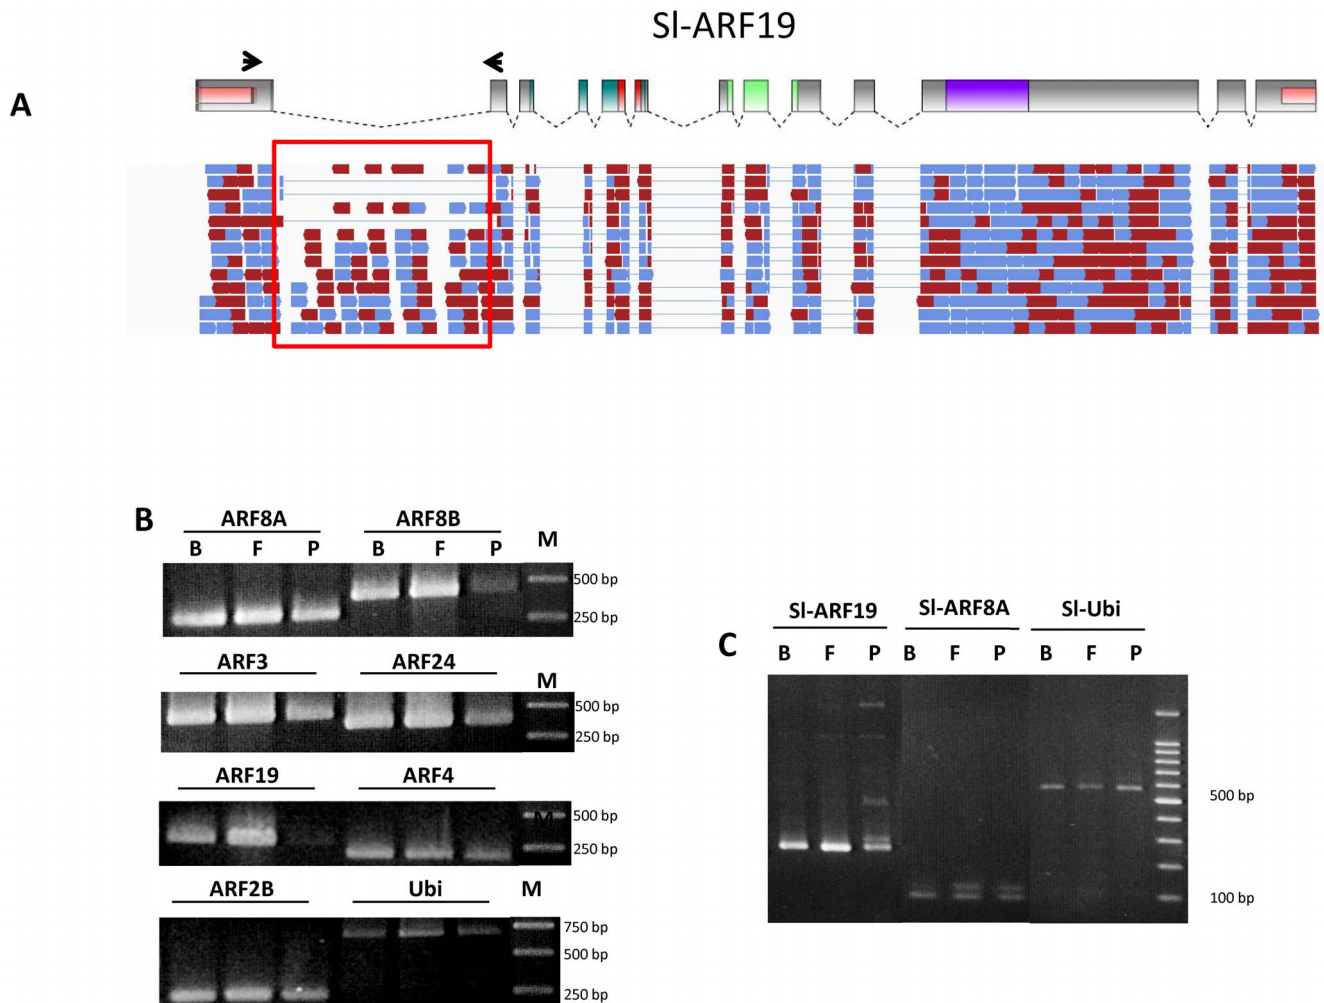 Sl-ARF19
A
B
ARF8A ARF8B
B F P B F P M
500 bp
250 bp
ARF3 ARF24 M
500 bp
250 bp
ARF19 ARF4
M
500 bp
250 bp
ARF2B Ubi M
750 bp
500 bp
250 bp
C
Sl-ARF19 Sl-ARF8A Sl-Ubi
B F P B F P B F P
500 bp
100 bp